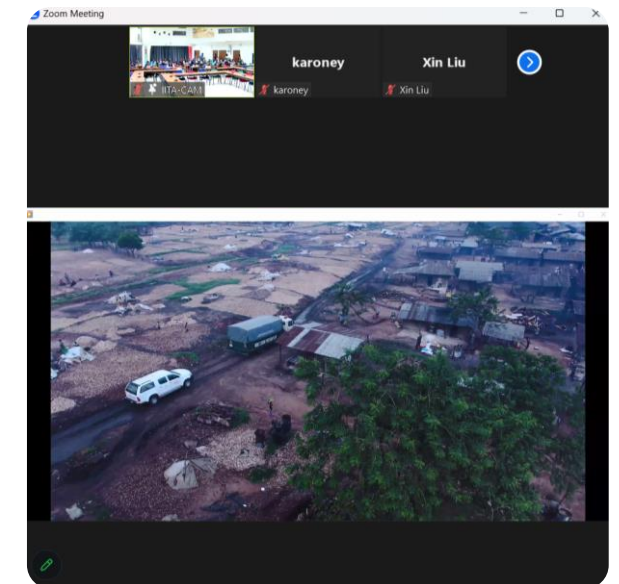 Zoom Meeting
karoney
Xin Liu
IITA-CAM
karoney
Xin Liu